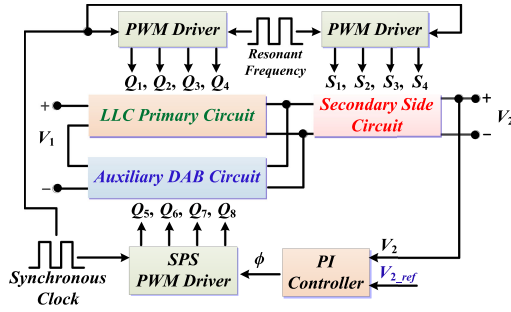 PWM Driver
PWM Driver
Resonant
Frequency
Q1, Q2, Q3, Q4
S1, S2, S3, S4
+
LLC Primary Circuit
Secondary Side
Circuit
+
V1
V2
−
Auxiliary DAB Circuit
−
Q5, Q6, Q7, Q8
Synchronous
Clock
SPS
PWM Driver
ϕ
PI
Controller
V2
V2_ref